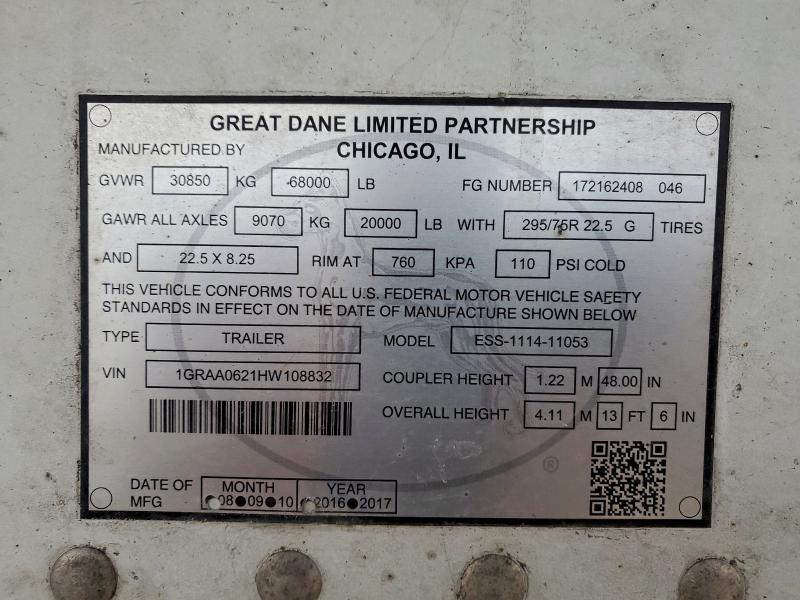 GREAT DANE LIMITED PARTNERSHIP
MANUFACTURED BY CHICAGO, IL
GVWR 30850 KG 68000 LB FG NUMBER 172162408 046
GAWR ALL AXLES 9070 KG 20000 LB WITH 295/75R 22.5 G TIRES
AND 22.5 X 8.25 RIM AT 760 KPA 110 PSI COLD
THIS VEHICLE CONFORMS TO ALL U.S. FEDERAL MOTOR VEHICLE SAFETY
STANDARDS IN EFFECT ON THE DATE OF MANUFACTURE SHOWN BELOW
TYPE TRAILER MODEL ESS-1114-11053
VIN 1GRAA0621HW108832 COUPLER HEIGHT 1.22 M 48.00 IN
OVERALL HEIGHT 4.11 M 13 FT 6 IN
®
DATE OF MFG MONTH YEAR
08 09 10 2016 2017